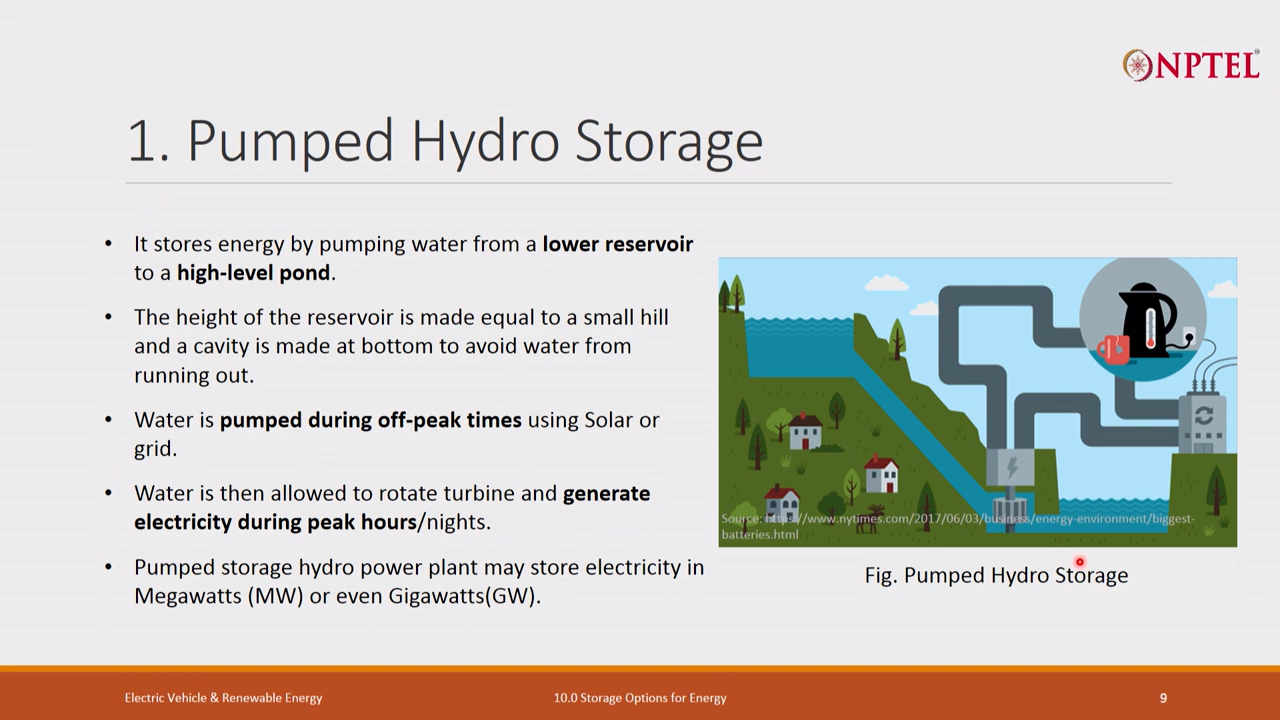 NPTEL
1. Pumped Hydro Storage
• It stores energy by pumping water from a lower reservoir
to a high-level pond.
• The height of the reservoir is made equal to a small hill
and a cavity is made at bottom to avoid water from
running out.
• Water is pumped during off-peak times using Solar or
grid.
• Water is then allowed to rotate turbine and generate
electricity during peak hours/nights.
• Pumped storage hydro power plant may store electricity in
Megawatts (MW) or even Gigawatts(GW).
Source: https://www.nytimes.com/2017/06/03/business/energy-environment/biggest-
batteries.html
Fig. Pumped Hydro Storage
Electric Vehicle & Renewable Energy
10.0 Storage Options for Energy
9